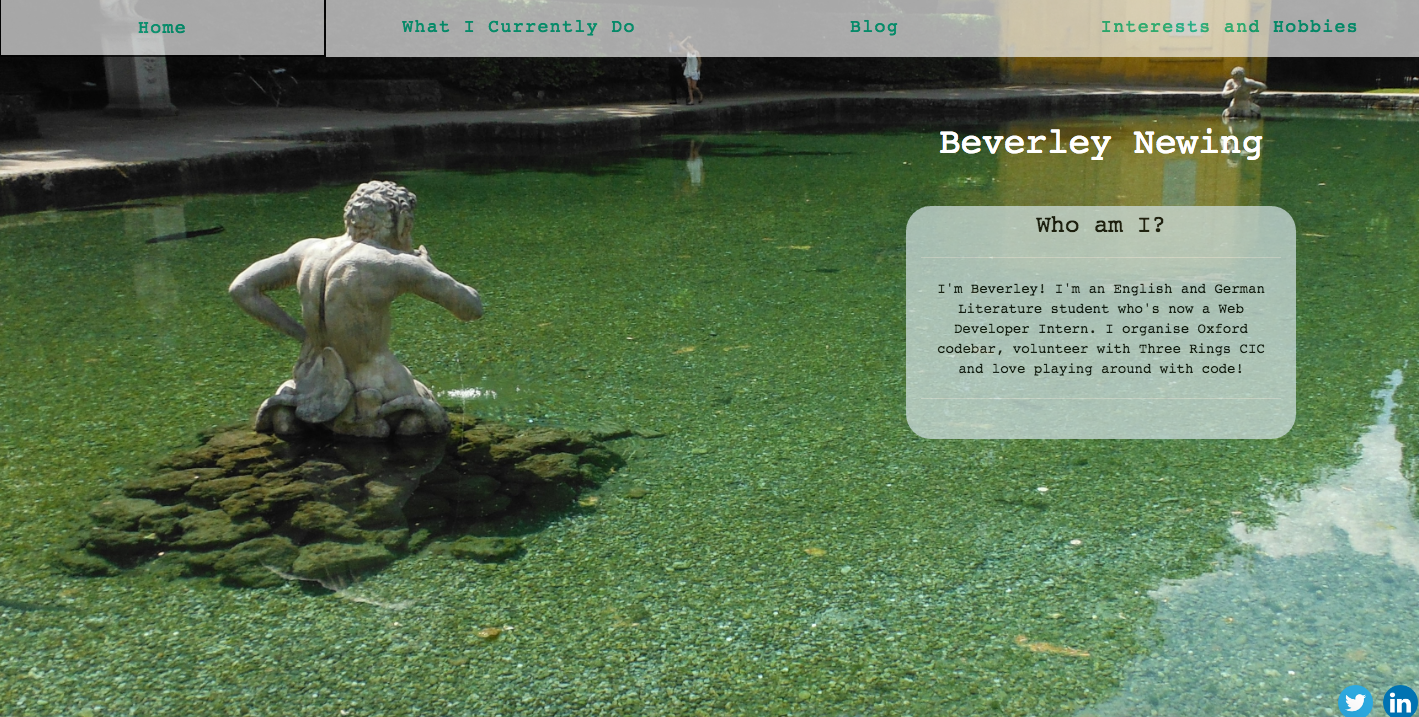 Home
What I Currently Do
Blog
Interests and Hobbies
Beverley Newing
Who am I?
I'm Beverley! I'm an English and German
Literature student who's now a Web
Developer Intern. I organise Oxford
codebar, volunteer with Three Rings CIC
and love playing around with code!
in